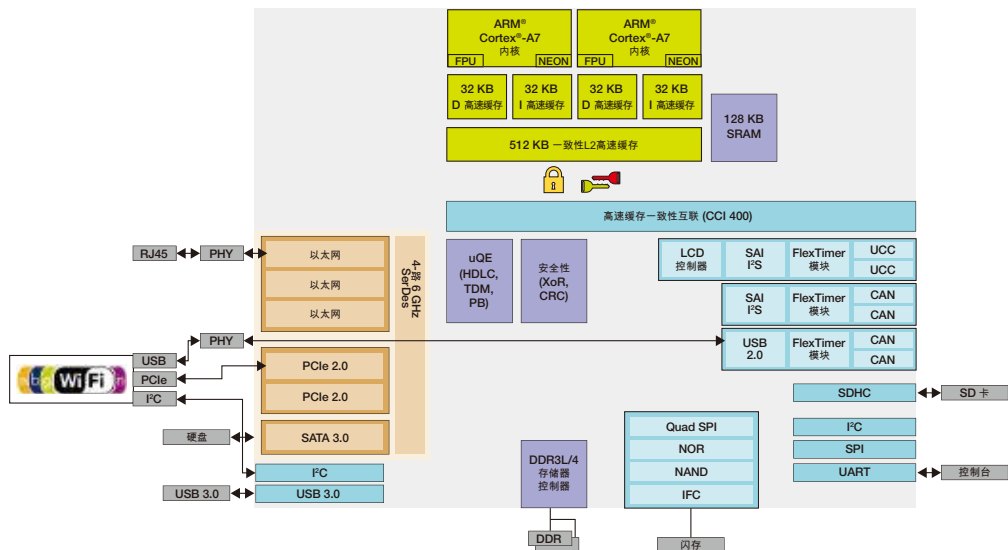 ARM®
Cortex®-A7
内核
FPU
NEON
ARM®
Cortex®-A7
内核
FPU
NEON
32 KB
D 高速缓存
32 KB
I 高速缓存
32 KB
D 高速缓存
32 KB
I 高速缓存
128 KB
SRAM
512 KB 一致性L2高速缓存
高速缓存一致性互联 (CCI 400)
RJ45
PHY
以太网
以太网
以太网
4-路 6 GHz
SerDes
uQE
(HDLC,
TDM,
PB)
安全性
(XoR,
CRC)
LCD
控制器
SAI
I²S
FlexTimer
模块
UCC
UCC
SAI
I²S
FlexTimer
模块
CAN
CAN
USB
2.0
FlexTimer
模块
CAN
CAN
PHY
USB
PCIe
I²C
Wi Fi
PCIe 2.0
PCIe 2.0
SATA 3.0
硬盘
I²C
USB 3.0
USB 3.0
DDR3L/4
存储器
控制器
DDR
Quad SPI
NOR
NAND
IFC
闪存
SDHC
SD 卡
I²C
SPI
UART
控制台